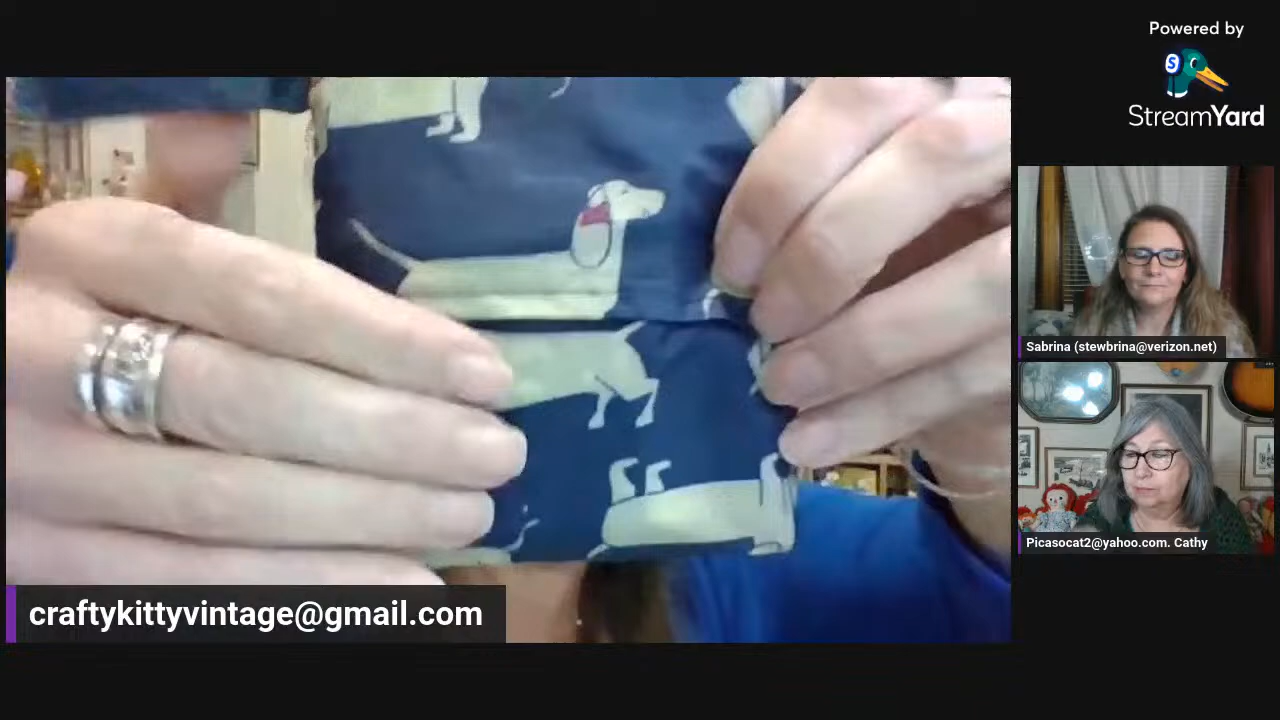 Powered by
S
StreamYard
Sabrina (stewbrina@verizon.net)
Picasocat2@yahoo.com. Cathy
craftykittyvintage@gmail.com